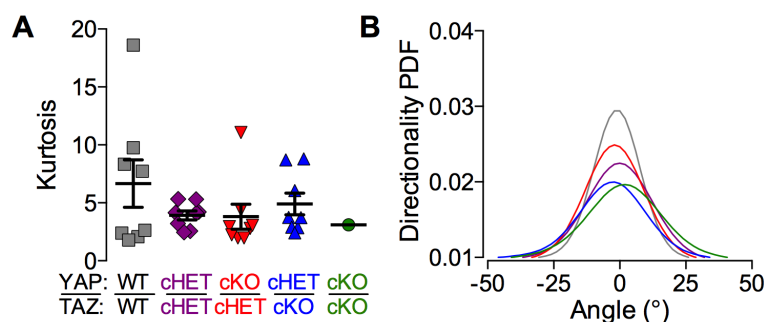 A
B
20
15
10
5
0
Kurtosis
YAP: WT cHET cKO cHET cKO
TAZ: WT cHET cHET cKO cKO
0.04
0.03
0.02
0.01
Directionality PDF
-50 -25 0 25 50
Angle (°)